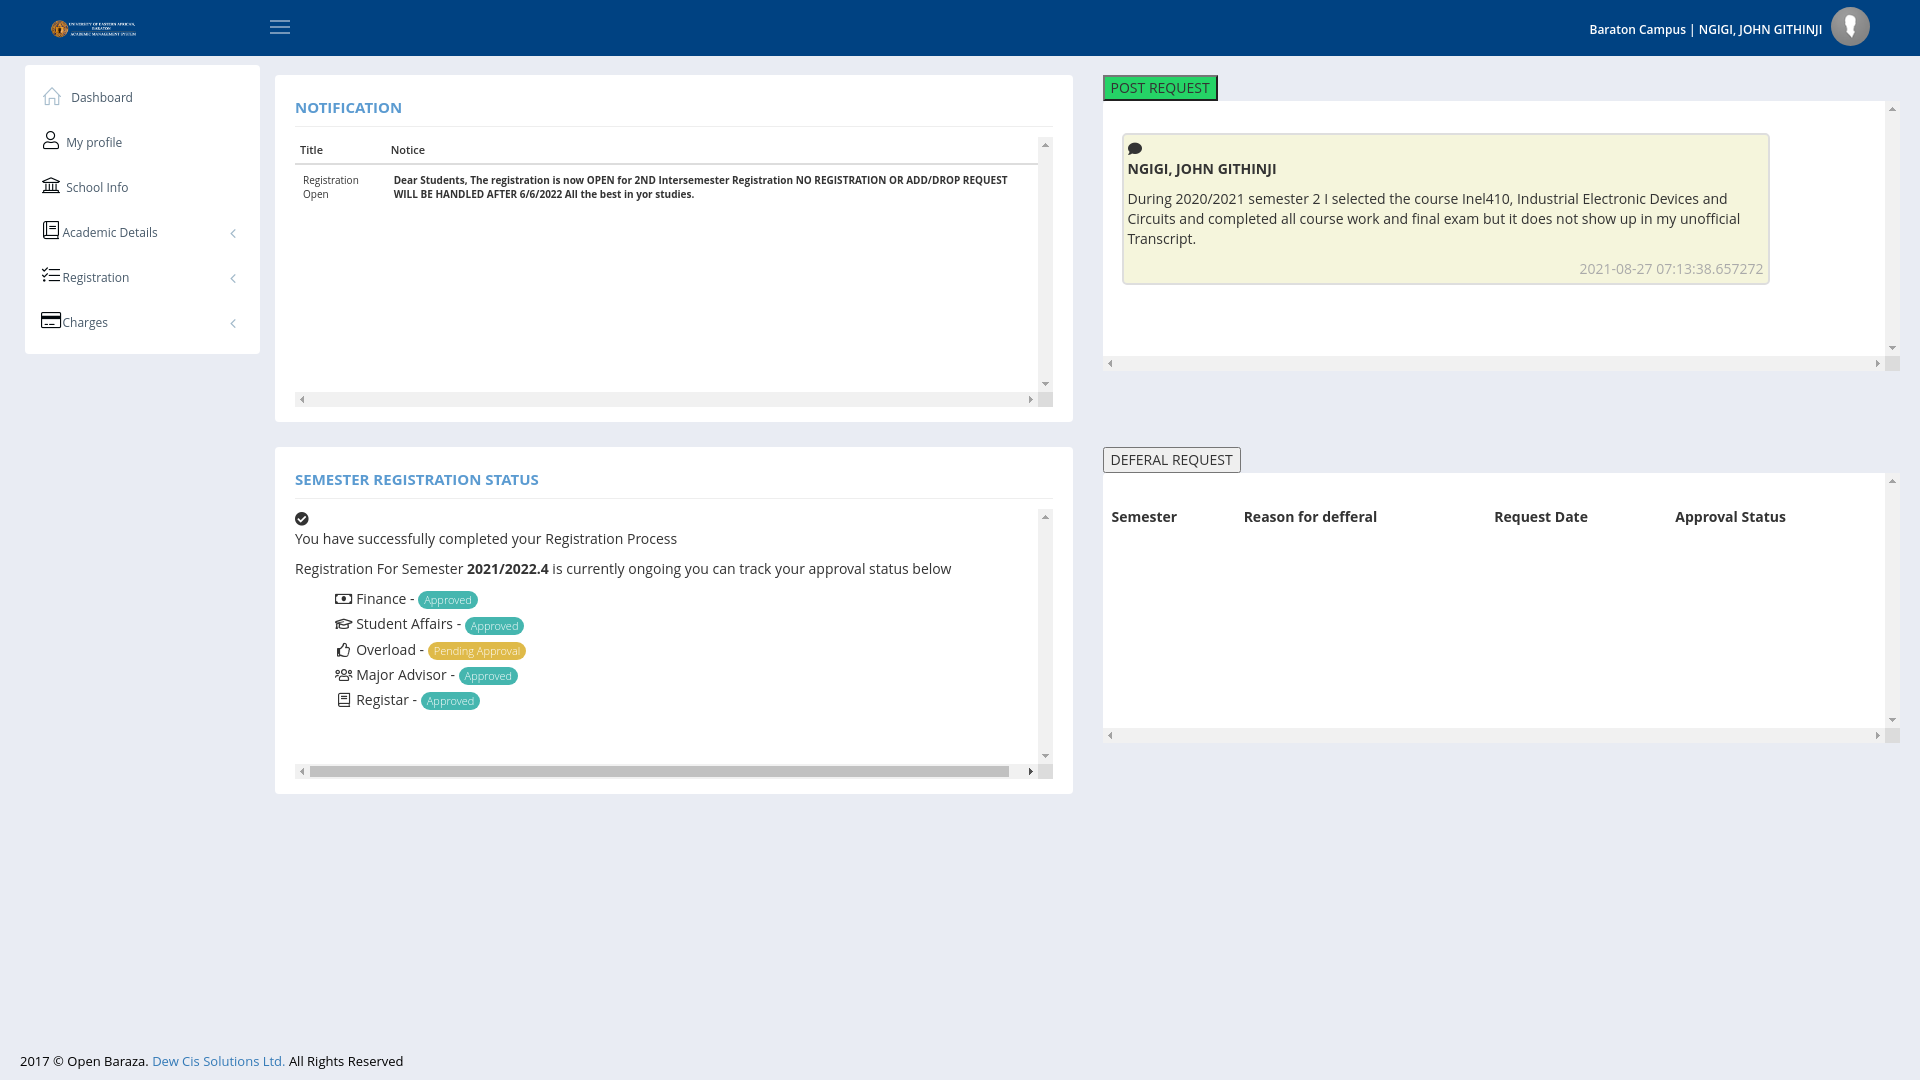 UNIVERSITY OF EASTERN AFRICA,
BARATON
ACADEMIC MANAGEMENT SYSTEM
Baraton Campus | NGIGI, JOHN GITHINJI
Dashboard
My profile
School Info
Academic Details
Registration
Charges
NOTIFICATION
Title Notice
Registration Open
Dear Students, The registration is now OPEN for 2ND Intersemester Registration NO REGISTRATION OR ADD/DROP REQUEST
WILL BE HANDLED AFTER 6/6/2022 All the best in yor studies.
POST REQUEST
NGIGI, JOHN GITHINJI
During 2020/2021 semester 2 I selected the course Inel410, Industrial Electronic Devices and
Circuits and completed all course work and final exam but it does not show up in my unofficial
Transcript.
2021-08-27 07:13:38.657272
SEMESTER REGISTRATION STATUS
You have successfully completed your Registration Process
Registration For Semester 2021/2022.4 is currently ongoing you can track your approval status below
Finance - Approved
Student Affairs - Approved
Overload - Pending Approval
Major Advisor - Approved
Registar - Approved
DEFERAL REQUEST
Semester Reason for defferal Request Date Approval Status
2017 © Open Baraza. Dew Cis Solutions Ltd. All Rights Reserved